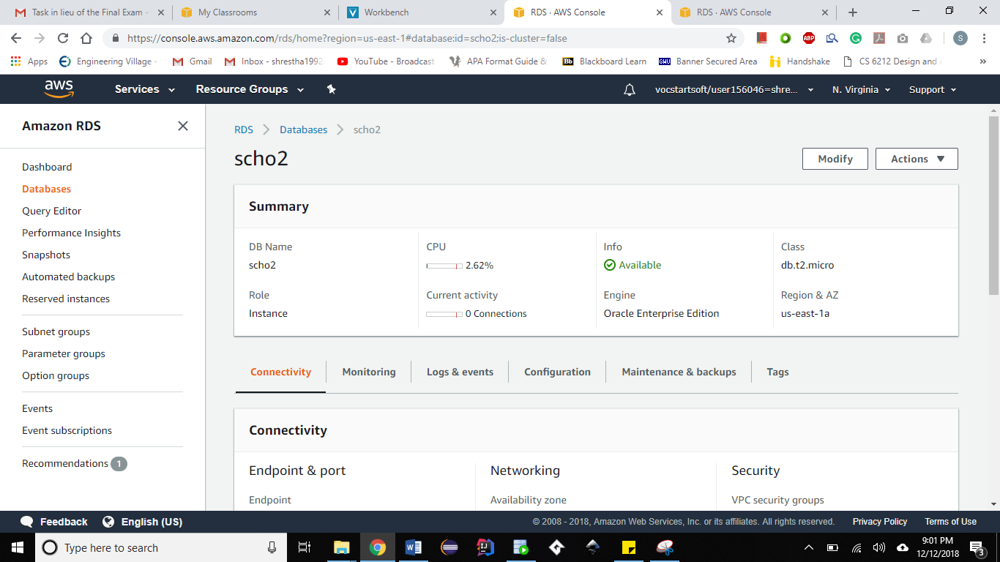 Task in lieu of the Final Exam -
My Classrooms
Workbench
RDS · AWS Console
RDS · AWS Console
https://console.aws.amazon.com/rds/home?region=us-east-1#database:id=scho2;is-cluster=false
ABP
S
Apps
Engineering Village -
Gmail
Inbox - shrestha1992
YouTube - Broadcast
APA Format Guide &
Bb Blackboard Learn
GWU Banner Secured Area
Handshake
CS 6212 Design and
»
aws
Services
Resource Groups
vocstartsoft/user156046=shre...
N. Virginia
Support
Amazon RDS
Dashboard
Databases
Query Editor
Performance Insights
Snapshots
Automated backups
Reserved instances
Subnet groups
Parameter groups
Option groups
Events
Event subscriptions
Recommendations 1
RDS
Databases
scho2
scho2
Modify
Actions
Summary
DB Name
scho2
CPU
2.62%
Info
Available
Class
db.t2.micro
Role
Instance
Current activity
0 Connections
Engine
Oracle Enterprise Edition
Region & AZ
us-east-1a
Connectivity
Monitoring
Logs & events
Configuration
Maintenance & backups
Tags
Connectivity
Endpoint & port
Endpoint
Networking
Availability zone
Security
VPC security groups
Feedback
English (US)
© 2008 - 2018, Amazon Web Services, Inc. or its affiliates. All rights reserved.
Privacy Policy
Terms of Use
Type here to search
9:01 PM
12/12/2018
3